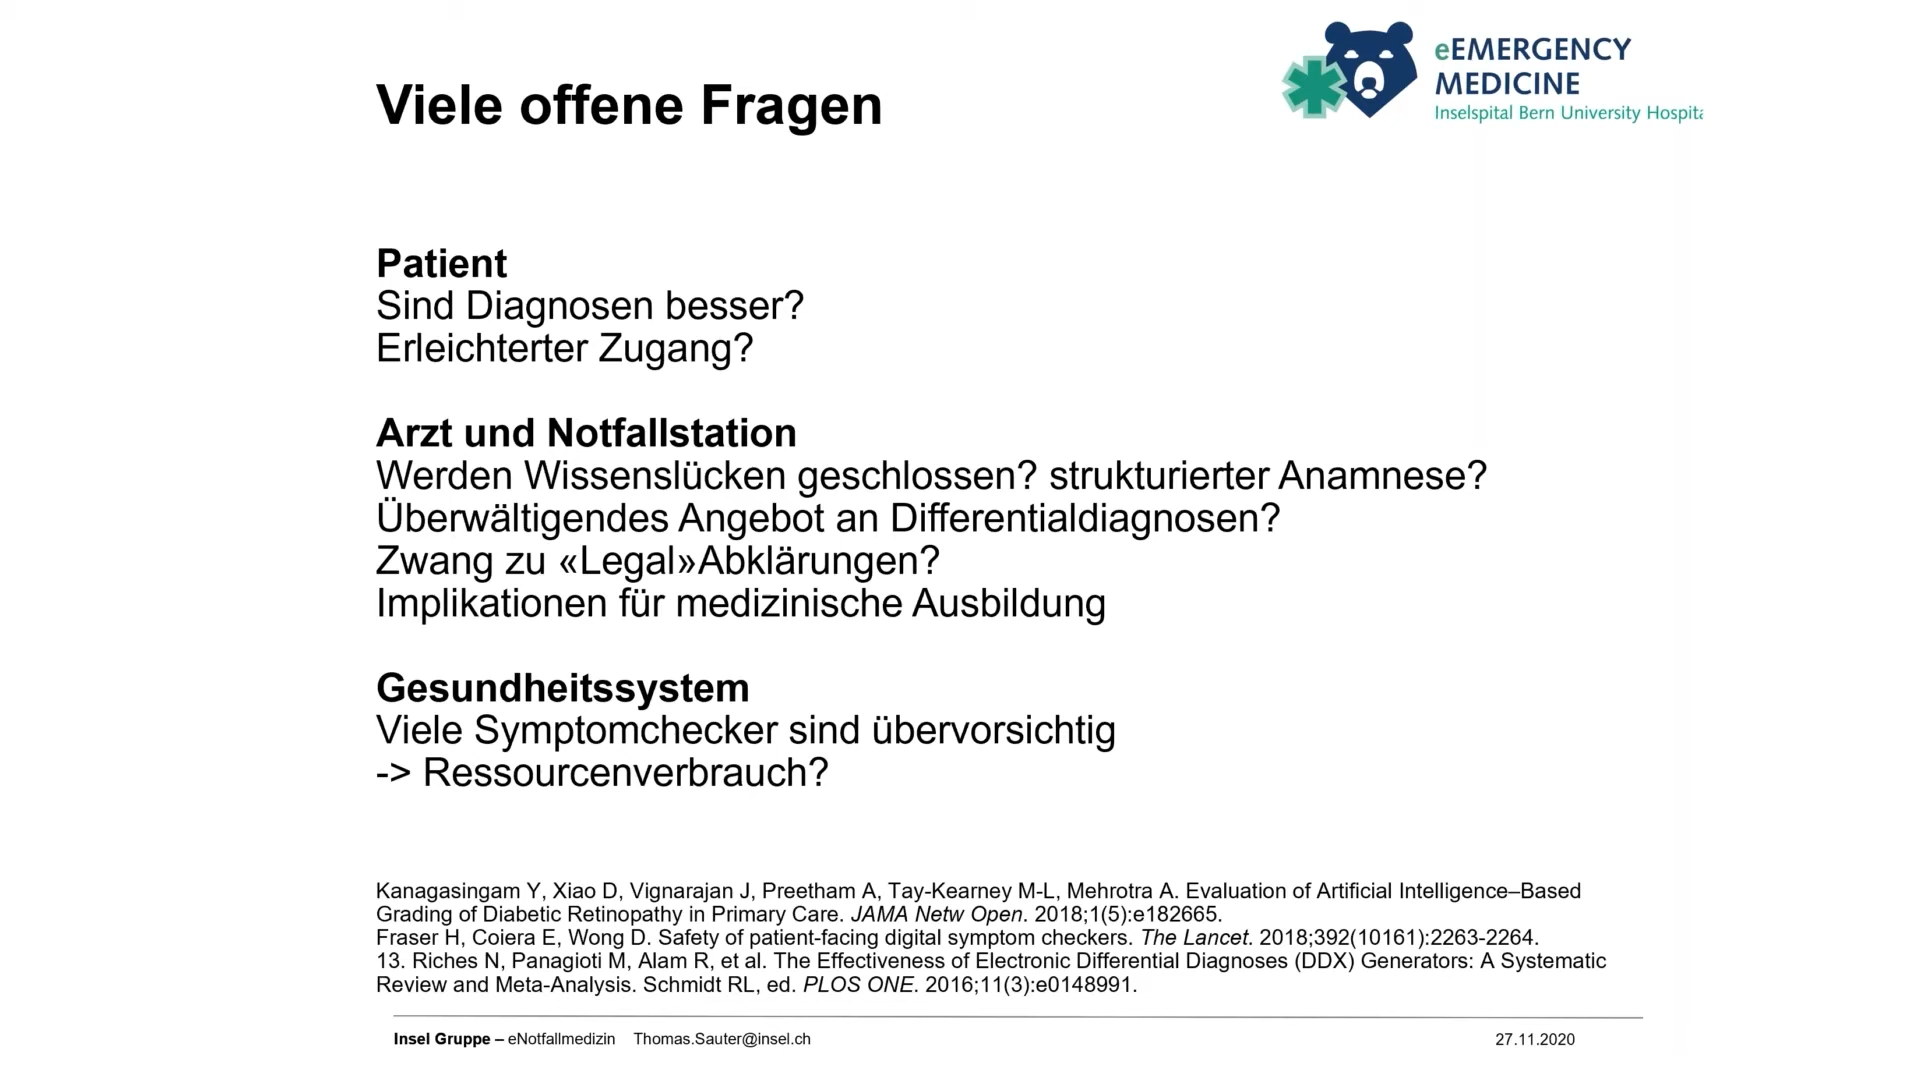 eEMERGENCY
MEDICINE
Inselspital Bern University Hospita
Viele offene Fragen
Patient
Sind Diagnosen besser?
Erleichterter Zugang?
Arzt und Notfallstation
Werden Wissenslücken geschlossen? strukturierter Anamnese?
Überwältigendes Angebot an Differentialdiagnosen?
Zwang zu «Legal»Abklärungen?
Implikationen für medizinische Ausbildung
Gesundheitssystem
Viele Symptomchecker sind übervorsichtig
-> Ressourcenverbrauch?
Kanagasingam Y, Xiao D, Vignarajan J, Preetham A, Tay-Kearney M-L, Mehrotra A. Evaluation of Artificial Intelligence–Based
Grading of Diabetic Retinopathy in Primary Care. JAMA Netw Open. 2018;1(5):e182665.
Fraser H, Coiera E, Wong D. Safety of patient-facing digital symptom checkers. The Lancet. 2018;392(10161):2263-2264.
13. Riches N, Panagioti M, Alam R, et al. The Effectiveness of Electronic Differential Diagnoses (DDX) Generators: A Systematic
Review and Meta-Analysis. Schmidt RL, ed. PLOS ONE. 2016;11(3):e0148991.
Insel Gruppe – eNotfallmedizin Thomas.Sauter@insel.ch 27.11.2020